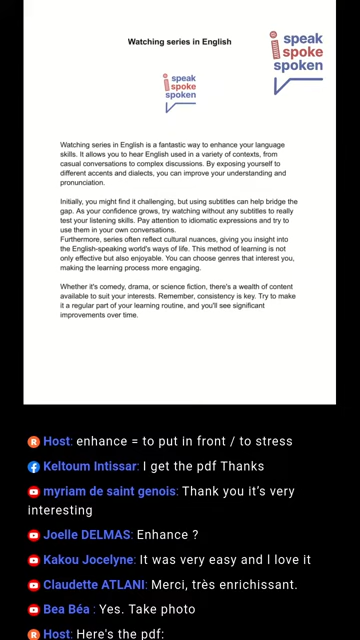 Watching series in English
i speak
spoke
spoken
i speak
spoke
spoken
Watching series in English is a fantastic way to enhance your language
skills. It allows you to hear English used in a variety of contexts, from
casual conversations to complex discussions. By exposing yourself to
different accents and dialects, you can improve your understanding and
pronunciation.
Initially, you might find it challenging, but using subtitles can help bridge the
gap. As your confidence grows, try watching without any subtitles to really
test your listening skills. Pay attention to idiomatic expressions and try to
use them in your own conversations.
Furthermore, series often reflect cultural nuances, giving you insight into
the English-speaking world's ways of life. This method of learning is not
only effective but also enjoyable. You can choose genres that interest you,
making the learning process more engaging.
Whether it's comedy, drama, or science fiction, there's a wealth of content
available to suit your interests. Remember, consistency is key. Try to make
it a regular part of your learning routine, and you'll see significant
improvements over time.
R Host: enhance = to put in front / to stress
Keltoum Intissar: I get the pdf Thanks
myriam de saint genois: Thank you it's very
interesting
Joelle DELMAS: Enhance ?
Kakou Jocelyne: It was very easy and I love it
Claudette ATLANI: Merci, très enrichissant.
Bea Béa : Yes. Take photo
R Host: Here's the pdf: